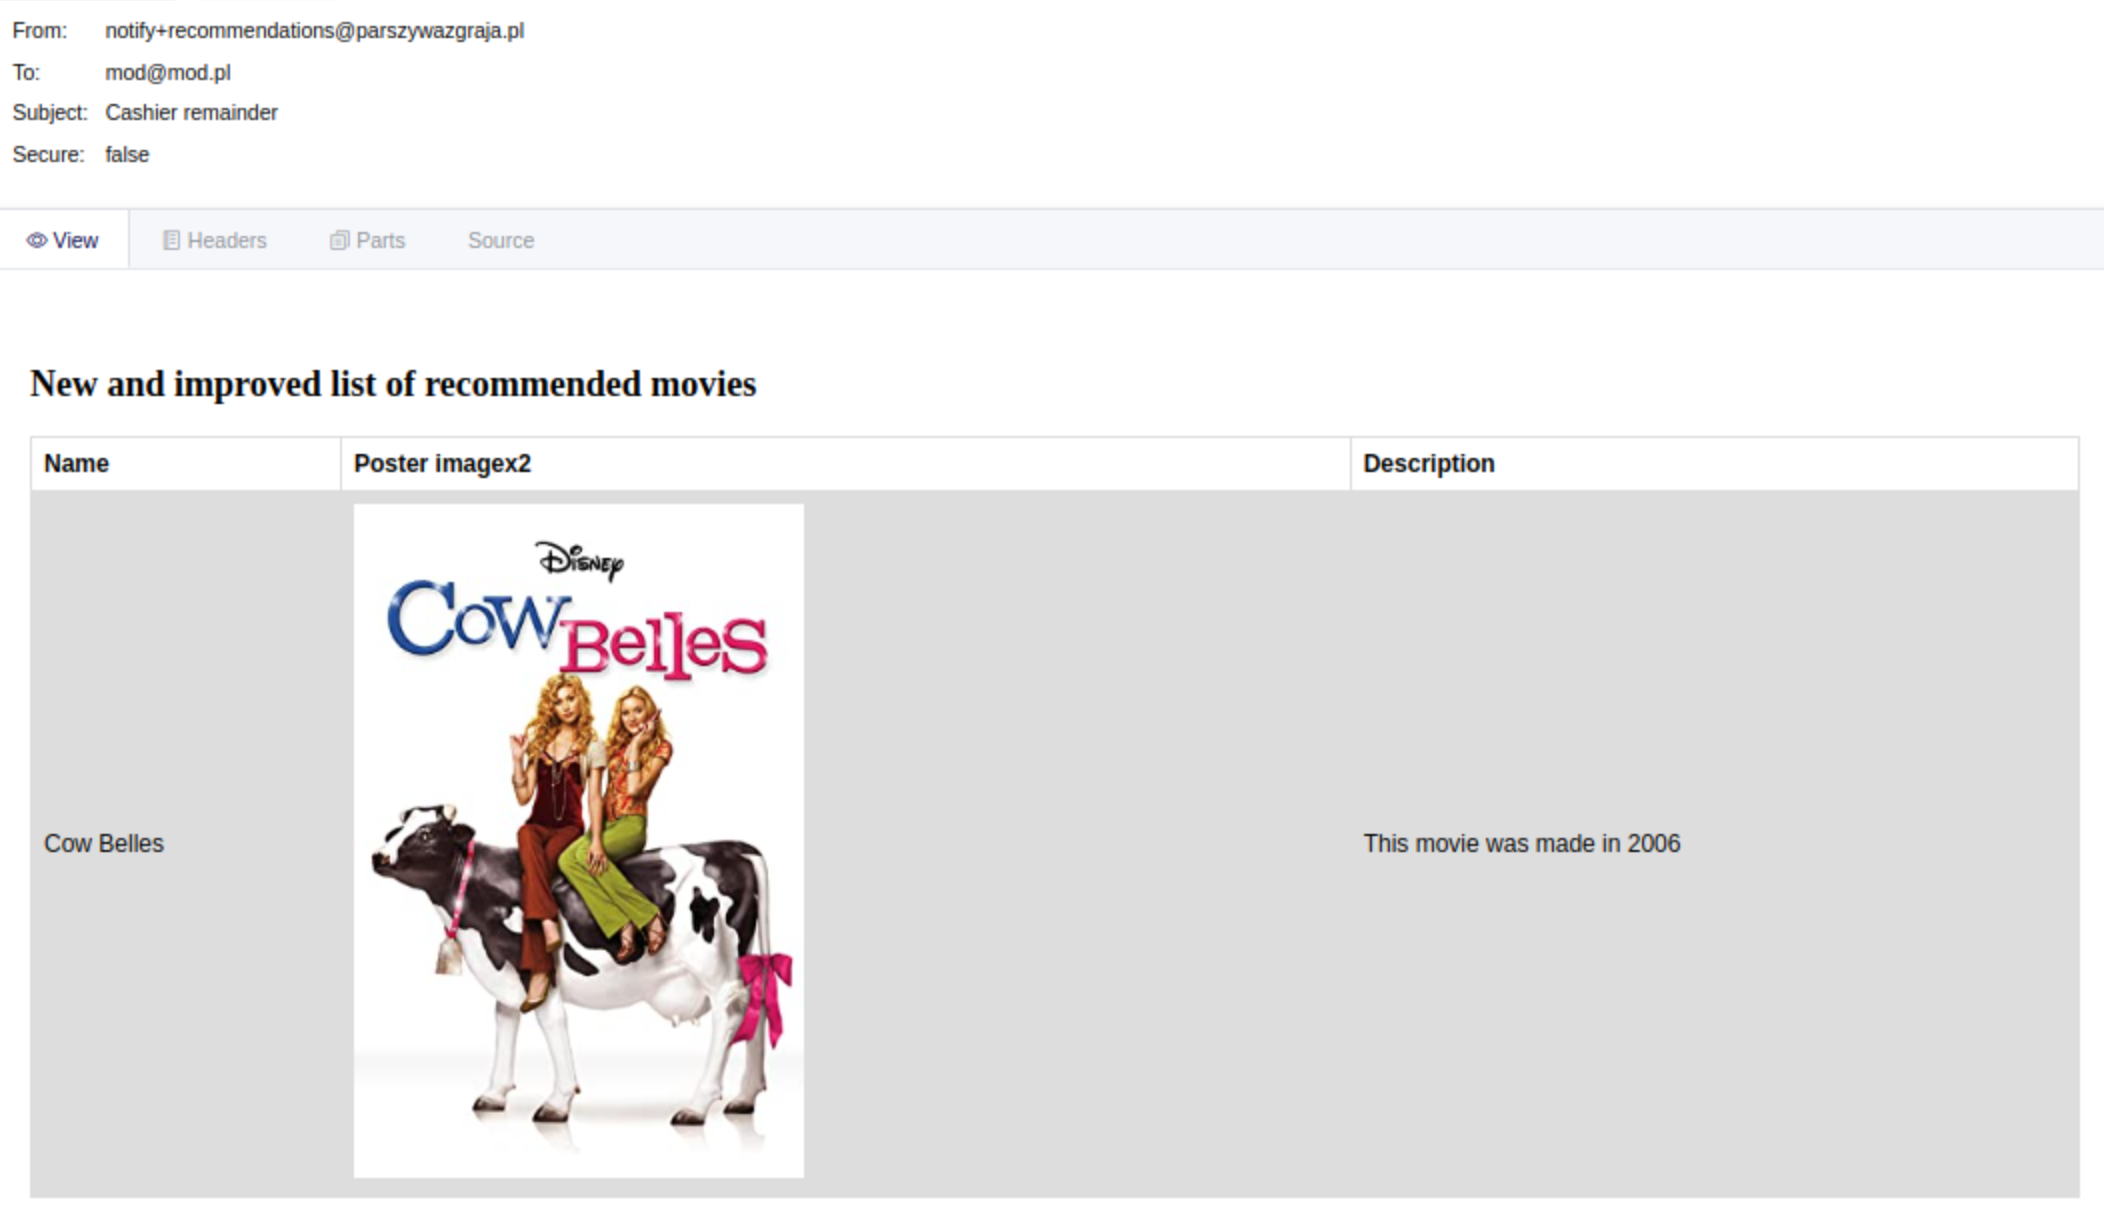 From: notify+recommendations@parszywazgraja.pl
To: mod@mod.pl
Subject: Cashier remainder
Secure: false
View Headers Parts Source
New and improved list of recommended movies
Name Poster imagex2 Description
Disney
Cow
Belles
Cow Belles This movie was made in 2006